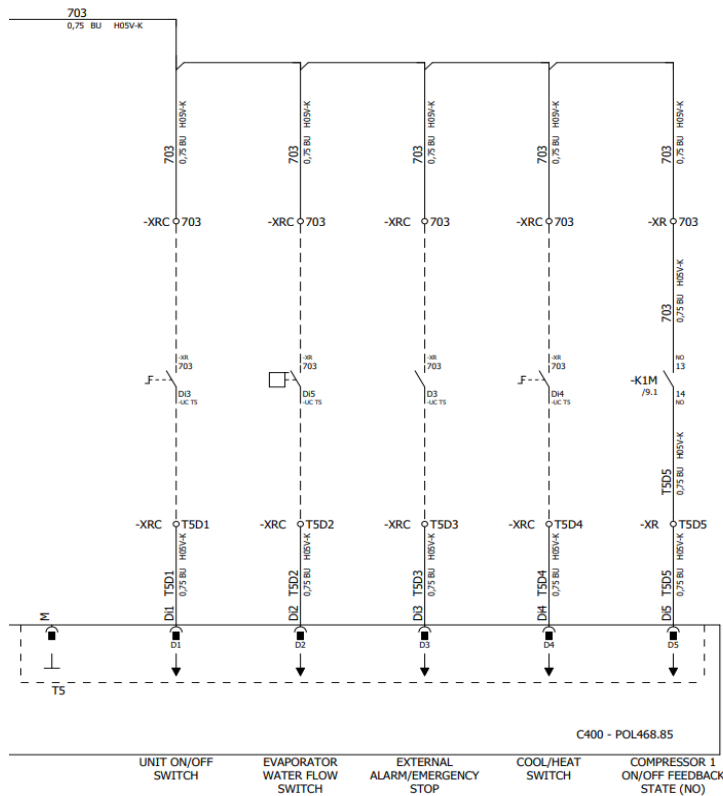 703
0,75 BU H05V-K
703
0,75 BU H05V-K
703
0,75 BU H05V-K
703
0,75 BU H05V-K
703
0,75 BU H05V-K
703
0,75 BU H05V-K
-XRC 703
-XRC 703
-XRC 703
-XRC 703
-XR 703
703
0,75 BU H05V-K
-XR
703
Di3
-UC T5
-XR
703
Di5
-UC T5
-XR
703
D3
-UC T5
-XR
703
Di4
-UC T5
NO
13
-K1M
/9.1
14
NO
T5D5
0,75 BU H05V-K
-XRC T5D1
-XRC T5D2
-XRC T5D3
-XRC T5D4
-XR T5D5
M
Di1 T5D1
0,75 BU H05V-K
Di2 T5D2
0,75 BU H05V-K
Di3 T5D3
0,75 BU H05V-K
Di4 T5D4
0,75 BU H05V-K
Di5 T5D5
0,75 BU H05V-K
D1
D2
D3
D4
D5
T5
C400 - POL468.85
UNIT ON/OFF
SWITCH
EVAPORATOR
WATER FLOW
SWITCH
EXTERNAL
ALARM/EMERGENCY
STOP
COOL/HEAT
SWITCH
COMPRESSOR 1
ON/OFF FEEDBACK
STATE (NO)